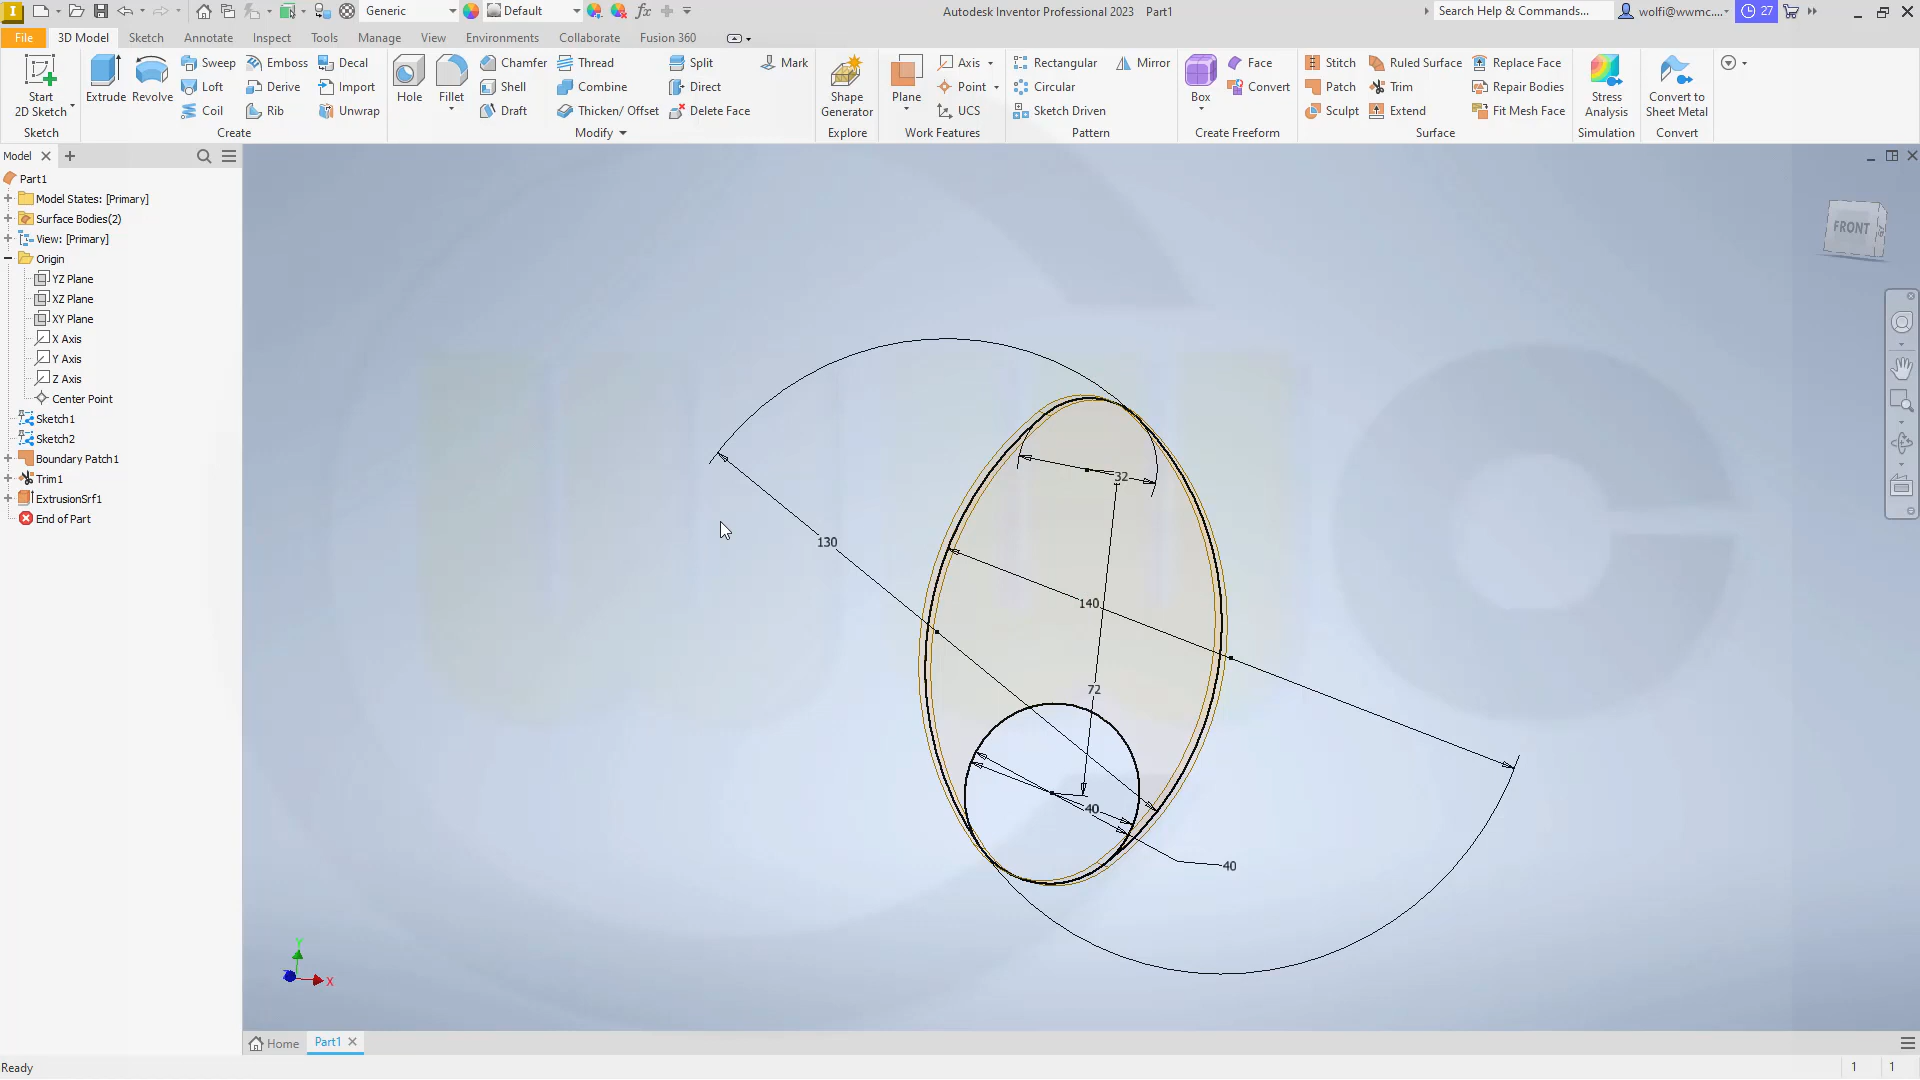 Generic
Default
fx
Autodesk Inventor Professional 2023 Part1
Search Help & Commands...
wolfi@wwmc....
27
File
3D Model
Sketch
Annotate
Inspect
Tools
Manage
View
Environments
Collaborate
Fusion 360
Start
2D Sketch
Sketch
Extrude
Revolve
Sweep
Loft
Coil
Emboss
Derive
Rib
Decal
Import
Unwrap
Create
Hole
Fillet
Chamfer
Shell
Draft
Thread
Combine
Thicken/ Offset
Split
Direct
Delete Face
Mark
Modify
Shape
Generator
Explore
Plane
Axis
Point
UCS
Work Features
Rectangular
Circular
Sketch Driven
Mirror
Pattern
Box
Face
Convert
Create Freeform
Stitch
Patch
Sculpt
Ruled Surface
Trim
Extend
Replace Face
Repair Bodies
Fit Mesh Face
Surface
Stress
Analysis
Simulation
Convert to
Sheet Metal
Convert
Model
Part1
Model States: [Primary]
Surface Bodies(2)
View: [Primary]
Origin
YZ Plane
XZ Plane
XY Plane
X Axis
Y Axis
Z Axis
Center Point
Sketch1
Sketch2
Boundary Patch1
Trim1
ExtrusionSrf1
End of Part
FRONT
32
130
140
72
40
40
Y
Z
X
Home
Part1
Ready
1
1